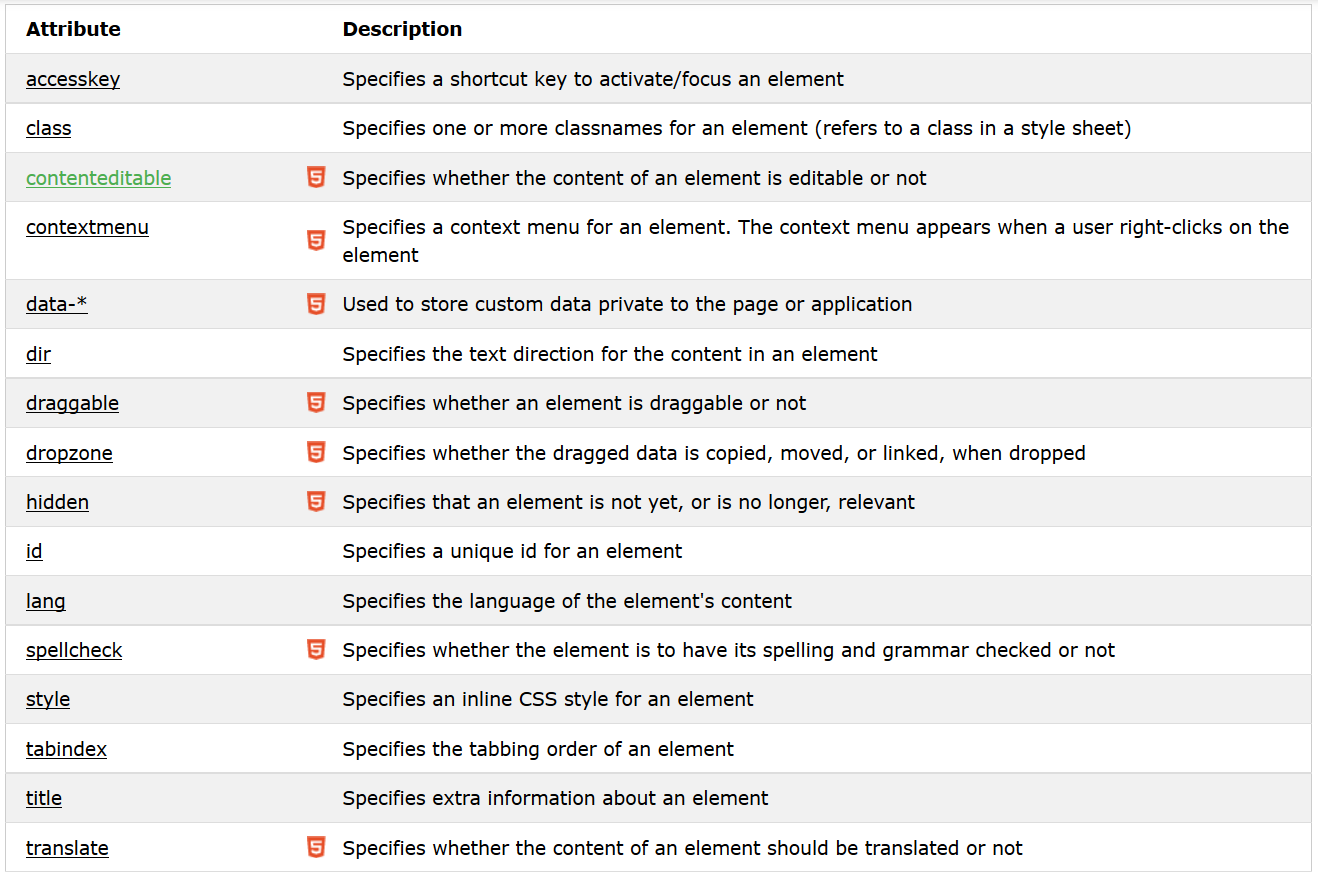 Attribute Description
accesskey Specifies a shortcut key to activate/focus an element
class Specifies one or more classnames for an element (refers to a class in a style sheet)
contenteditable 5 Specifies whether the content of an element is editable or not
contextmenu 5 Specifies a context menu for an element. The context menu appears when a user right-clicks on the
element
data-* 5 Used to store custom data private to the page or application
dir Specifies the text direction for the content in an element
draggable 5 Specifies whether an element is draggable or not
dropzone 5 Specifies whether the dragged data is copied, moved, or linked, when dropped
hidden 5 Specifies that an element is not yet, or is no longer, relevant
id Specifies a unique id for an element
lang Specifies the language of the element's content
spellcheck 5 Specifies whether the element is to have its spelling and grammar checked or not
style Specifies an inline CSS style for an element
tabindex Specifies the tabbing order of an element
title Specifies extra information about an element
translate 5 Specifies whether the content of an element should be translated or not